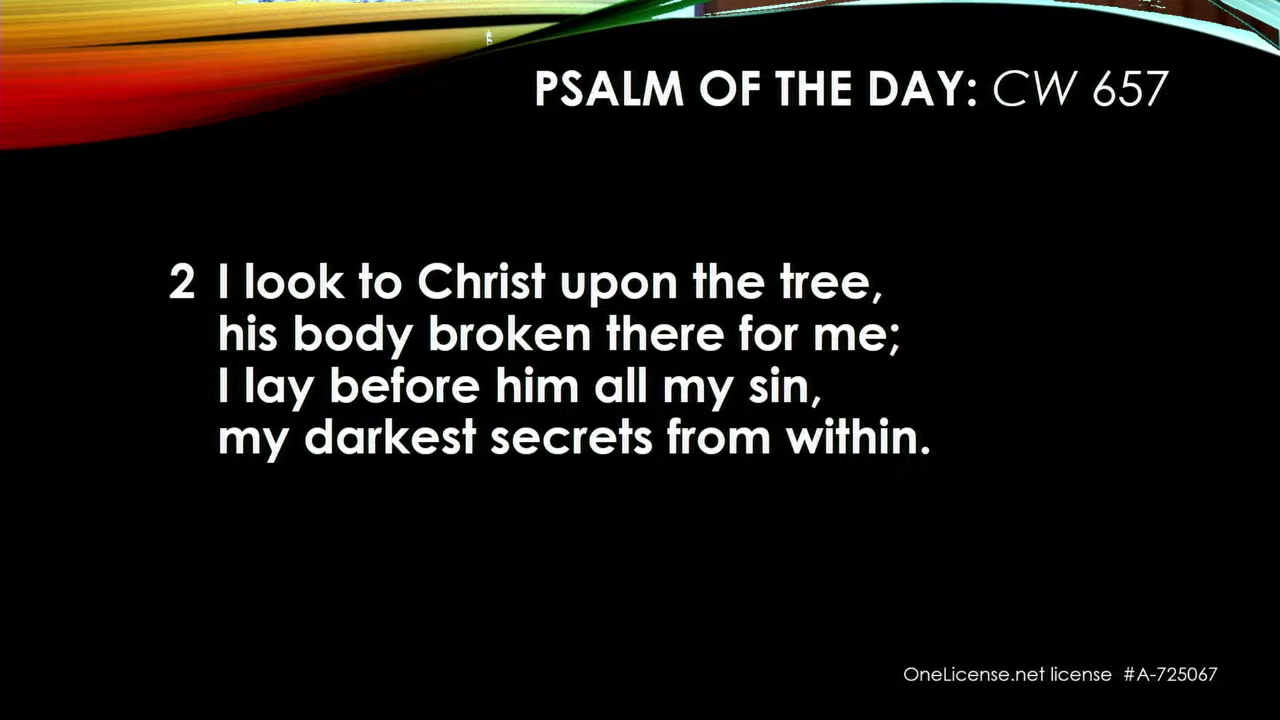 PSALM OF THE DAY: CW 657
2 I look to Christ upon the tree,
his body broken there for me;
I lay before him all my sin,
my darkest secrets from within.
OneLicense.net license #A-725067